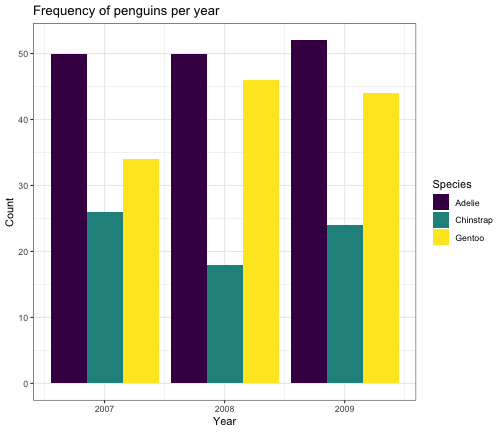 Frequency of penguins per year
Count
50
40
30
20
10
0
2007 2008 2009
Year
Species
Adelie
Chinstrap
Gentoo